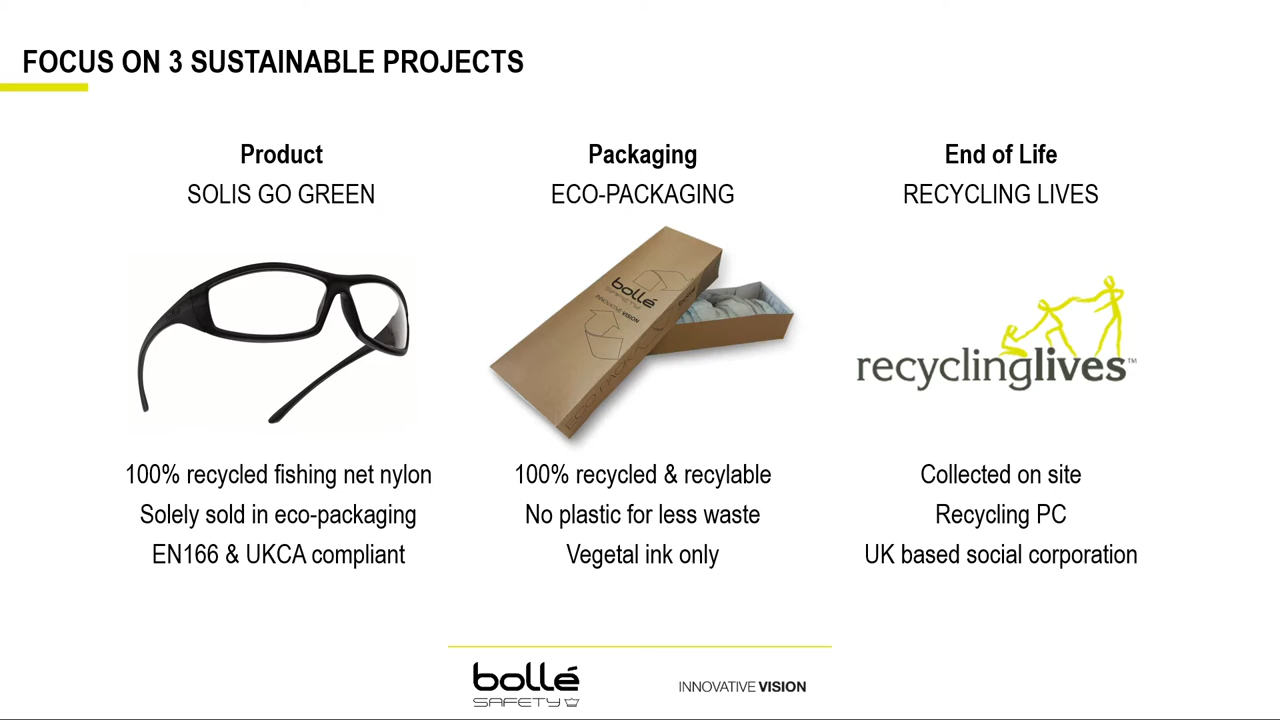 FOCUS ON 3 SUSTAINABLE PROJECTS
Product
SOLIS GO GREEN
100% recycled fishing net nylon
Solely sold in eco-packaging
EN166 & UKCA compliant
Packaging
ECO-PACKAGING
bollé
SAFETY
INNOVATIVE VISION
bollé
100% recycled & recylable
No plastic for less waste
Vegetal ink only
End of Life
RECYCLING LIVES
recyclinglives™
Collected on site
Recycling PC
UK based social corporation
bollé
SAFETY
INNOVATIVE VISION